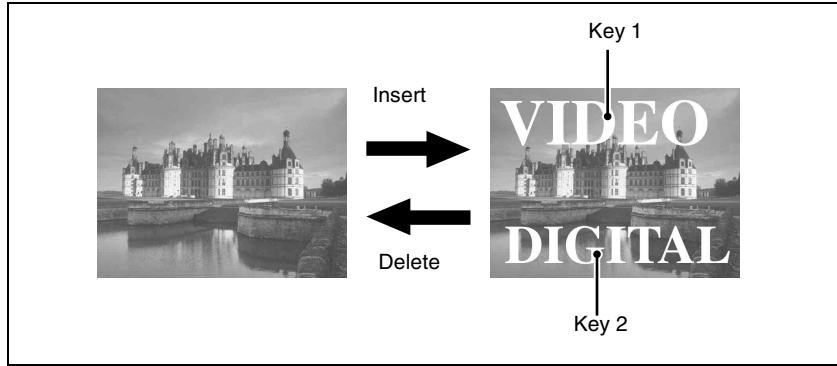 Key 1
Insert
VIDEO
Delete
DIGITAL
Key 2